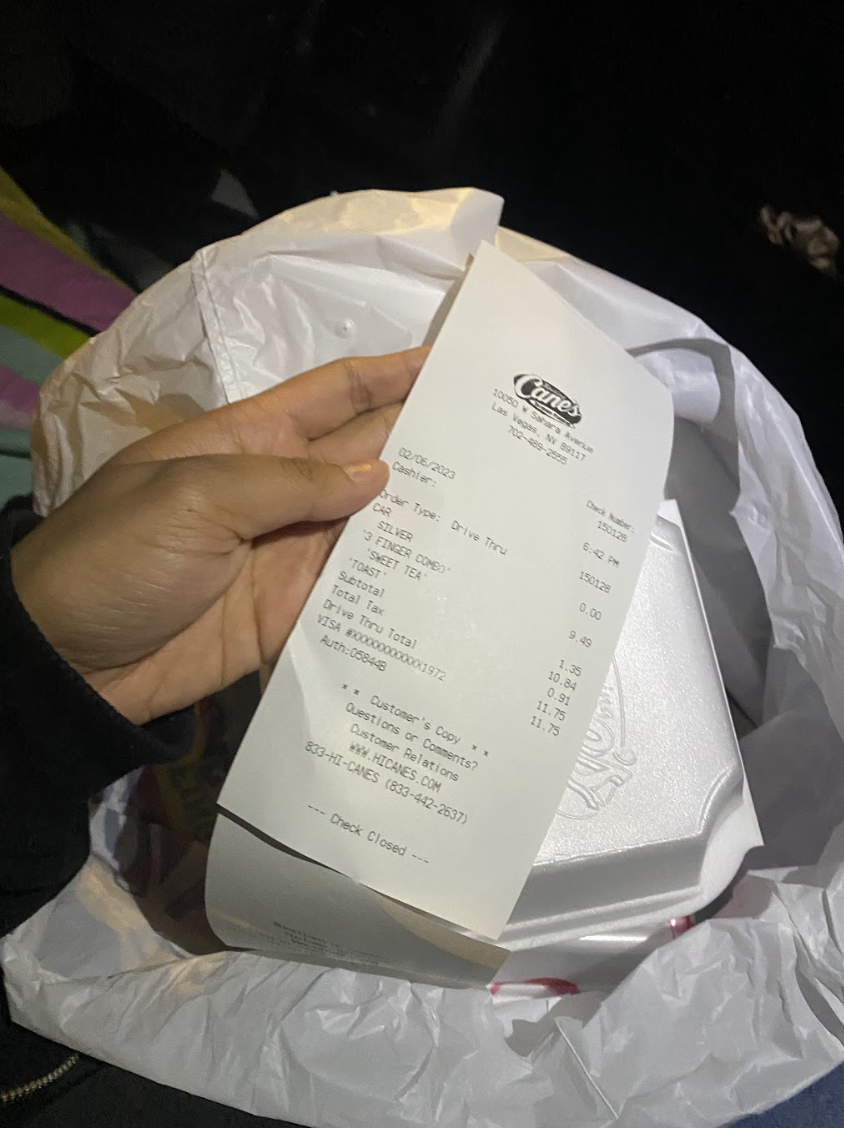 Cane's
10050 W Sahara Avenue
Las Vegas, NV 89117
702-489-2555
Check Number:
02/06/2023 150128
Cashier: 6:42 PM
Order Type: Drive Thru 150128
CAR
SILVER 0.00
'3 FINGER COMBO' 9.49
'SWEET TEA'
'TOAST' 1.35
Subtotal 10.84
Total Tax 0.91
Drive Thru Total 11.75
VISA #XXXXXXXXXXXX1972 11.75
Auth:05844B
* * Customer's Copy * *
Questions or Comments?
Customer Relations
WWW.HICANES.COM
833-HI-CANES (833-442-2637)
--- Check Closed ---